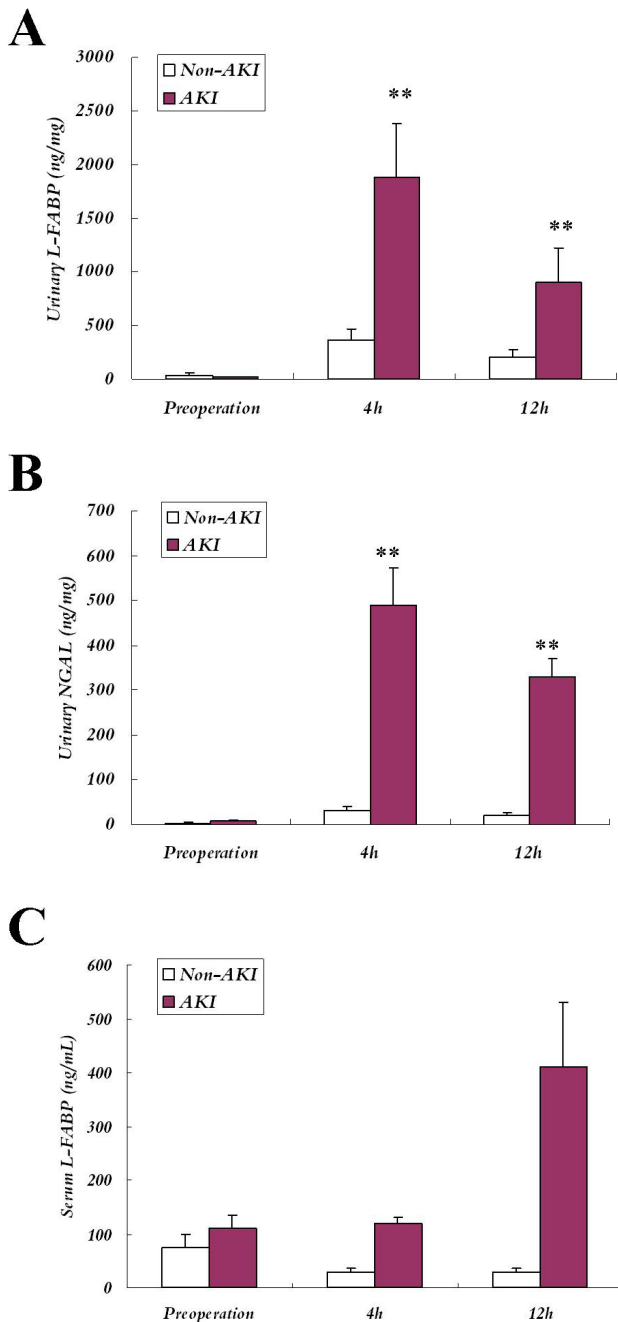 A
3000
2500
2000
1500
1000
500
0
Urinary L-FABP (ng/mg)
Non-AKI
AKI
**
**
Preoperation 4h 12h
B
700
600
500
400
300
200
100
0
Urinary NGAL (ng/mg)
Non-AKI
AKI
**
**
Preoperation 4h 12h
C
600
500
400
300
200
100
0
Serum L-FABP (ng/mL)
Non-AKI
AKI
Preoperation 4h 12h